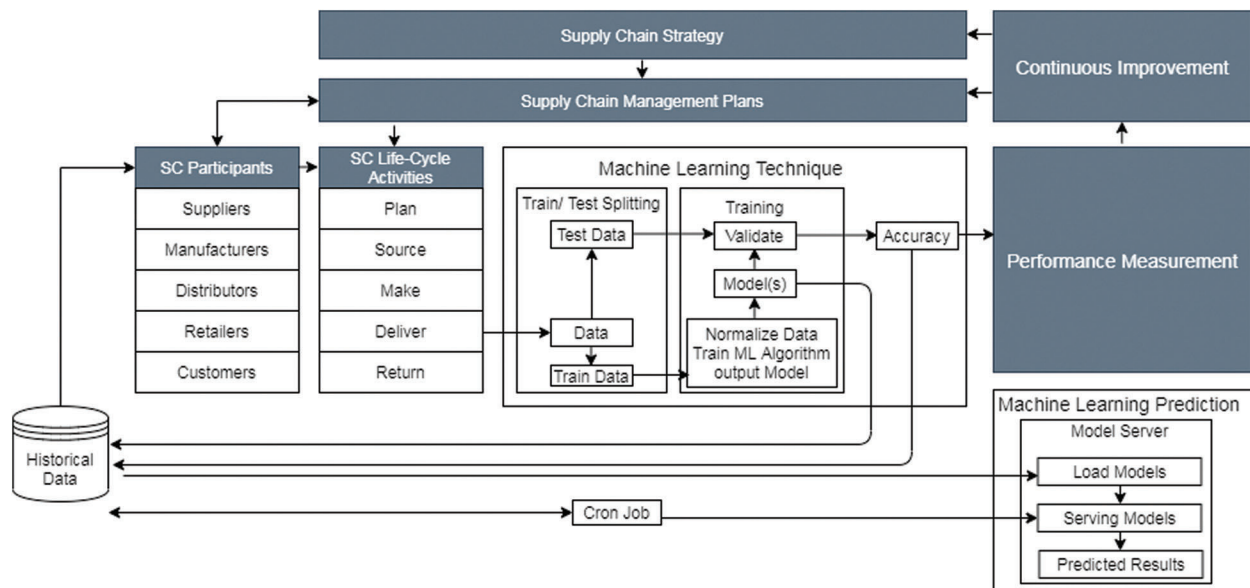 Supply Chain Strategy
Continuous Improvement
Supply Chain Management Plans
SC Participants
Suppliers
Manufacturers
Distributors
Retailers
Customers
SC Life-Cycle
Activities
Plan
Source
Make
Deliver
Return
Machine Learning Technique
Train/ Test Splitting
Test Data
Data
Train Data
Training
Validate
Model(s)
Normalize Data
Train ML Algorithm
output Model
Accuracy
Performance Measurement
Historical
Data
Cron Job
Machine Learning Prediction
Model Server
Load Models
Serving Models
Predicted Results